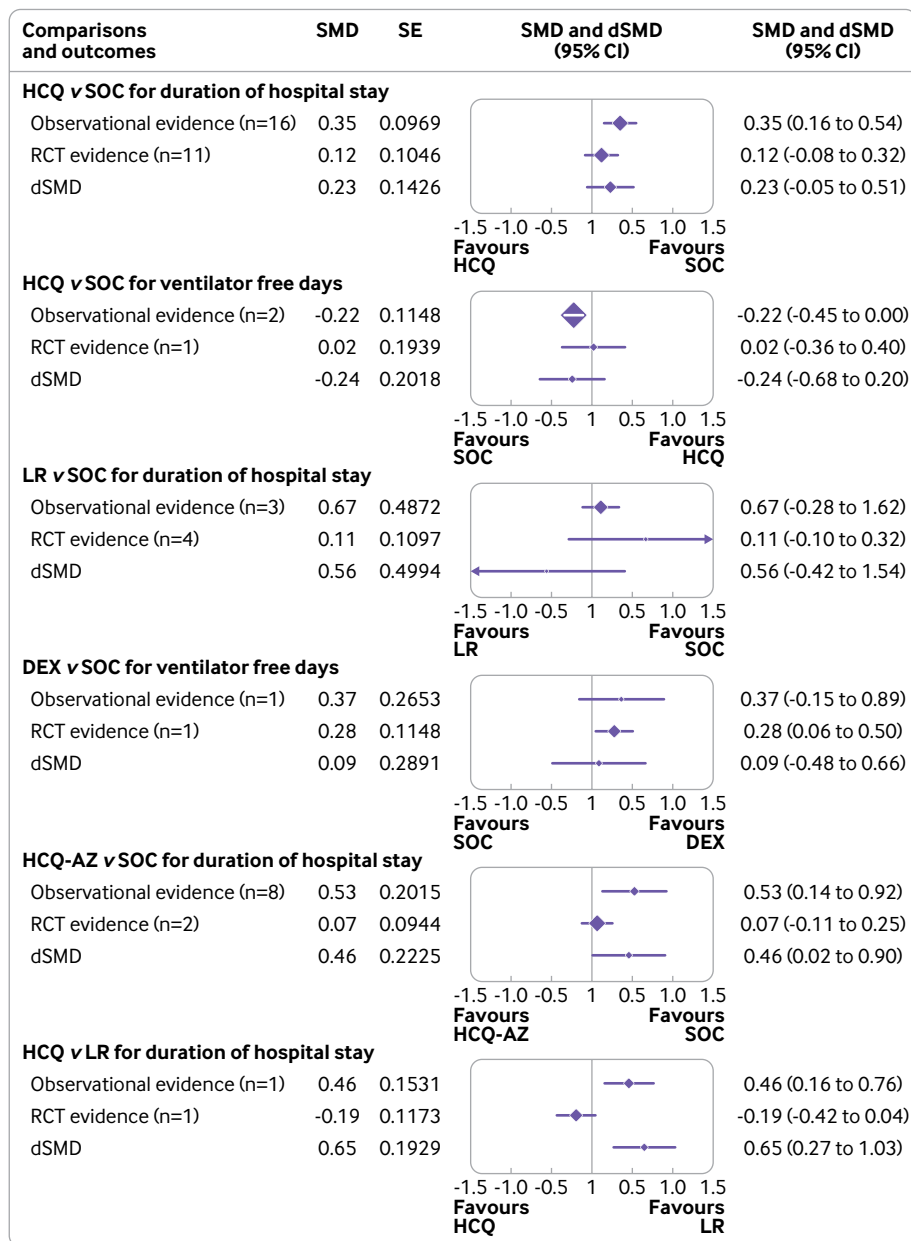 Comparisons and outcomes SMD SE SMD and dSMD (95% CI) SMD and dSMD (95% CI)
HCQ v SOC for duration of hospital stay
Observational evidence (n=16) 0.35 0.0969 0.35 (0.16 to 0.54)
RCT evidence (n=11) 0.12 0.1046 0.12 (-0.08 to 0.32)
dSMD 0.23 0.1426 0.23 (-0.05 to 0.51)
-1.5 -1.0 -0.5 1 0.5 1.0 1.5
Favours HCQ Favours SOC
HCQ v SOC for ventilator free days
Observational evidence (n=2) -0.22 0.1148 -0.22 (-0.45 to 0.00)
RCT evidence (n=1) 0.02 0.1939 0.02 (-0.36 to 0.40)
dSMD -0.24 0.2018 -0.24 (-0.68 to 0.20)
-1.5 -1.0 -0.5 1 0.5 1.0 1.5
Favours SOC Favours HCQ
LR v SOC for duration of hospital stay
Observational evidence (n=3) 0.67 0.4872 0.67 (-0.28 to 1.62)
RCT evidence (n=4) 0.11 0.1097 0.11 (-0.10 to 0.32)
dSMD 0.56 0.4994 0.56 (-0.42 to 1.54)
-1.5 -1.0 -0.5 1 0.5 1.0 1.5
Favours LR Favours SOC
DEX v SOC for ventilator free days
Observational evidence (n=1) 0.37 0.2653 0.37 (-0.15 to 0.89)
RCT evidence (n=1) 0.28 0.1148 0.28 (0.06 to 0.50)
dSMD 0.09 0.2891 0.09 (-0.48 to 0.66)
-1.5 -1.0 -0.5 1 0.5 1.0 1.5
Favours SOC Favours DEX
HCQ-AZ v SOC for duration of hospital stay
Observational evidence (n=8) 0.53 0.2015 0.53 (0.14 to 0.92)
RCT evidence (n=2) 0.07 0.0944 0.07 (-0.11 to 0.25)
dSMD 0.46 0.2225 0.46 (0.02 to 0.90)
-1.5 -1.0 -0.5 1 0.5 1.0 1.5
Favours HCQ-AZ Favours SOC
HCQ v LR for duration of hospital stay
Observational evidence (n=1) 0.46 0.1531 0.46 (0.16 to 0.76)
RCT evidence (n=1) -0.19 0.1173 -0.19 (-0.42 to 0.04)
dSMD 0.65 0.1929 0.65 (0.27 to 1.03)
-1.5 -1.0 -0.5 1 0.5 1.0 1.5
Favours HCQ Favours LR